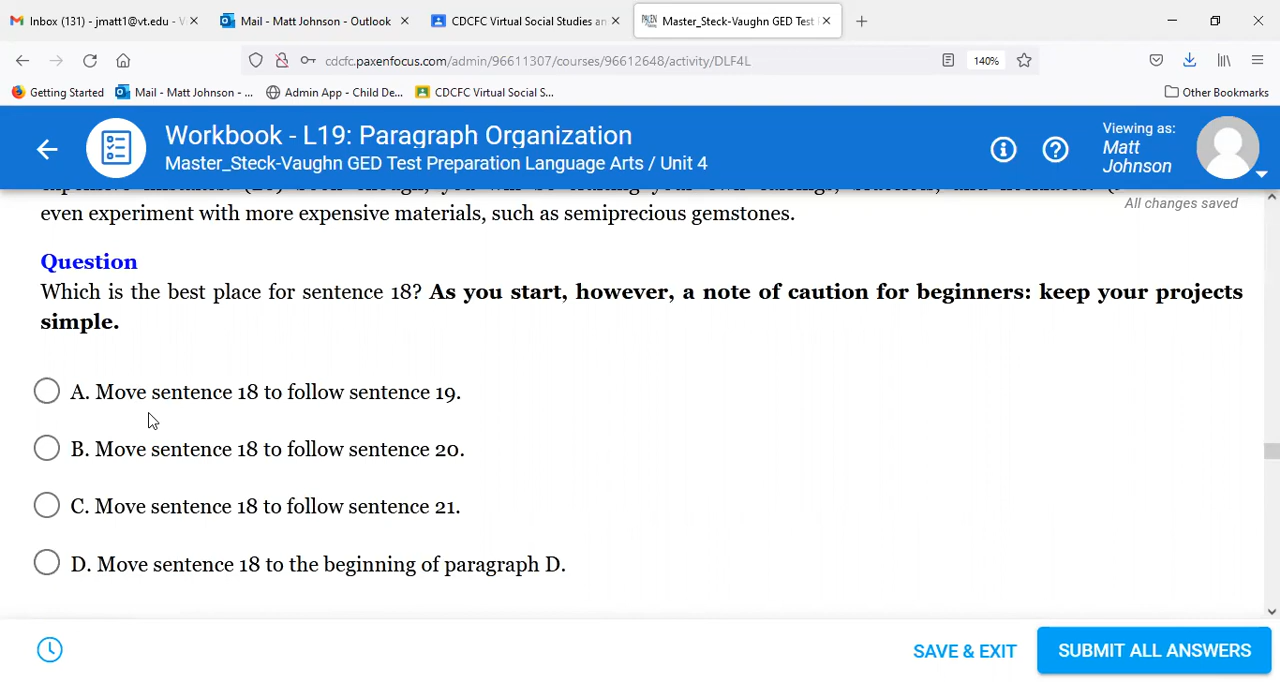 Inbox (131) - jmatt1@vt.edu - V
Mail - Matt Johnson - Outlook
CDCFC Virtual Social Studies an
PAXEN
Master_Steck-Vaughn GED Test
cdcfc.paxenfocus.com/admin/96611307/courses/96612648/activity/DLF4L
140%
Getting Started
Mail - Matt Johnson - ...
Admin App - Child De...
CDCFC Virtual Social S...
Other Bookmarks
Workbook - L19: Paragraph Organization
Master_Steck-Vaughn GED Test Preparation Language Arts / Unit 4
Viewing as:
Matt
Johnson
All changes saved
even experiment with more expensive materials, such as semiprecious gemstones.
Question
Which is the best place for sentence 18? As you start, however, a note of caution for beginners: keep your projects
simple.
A. Move sentence 18 to follow sentence 19.
B. Move sentence 18 to follow sentence 20.
C. Move sentence 18 to follow sentence 21.
D. Move sentence 18 to the beginning of paragraph D.
SAVE & EXIT
SUBMIT ALL ANSWERS